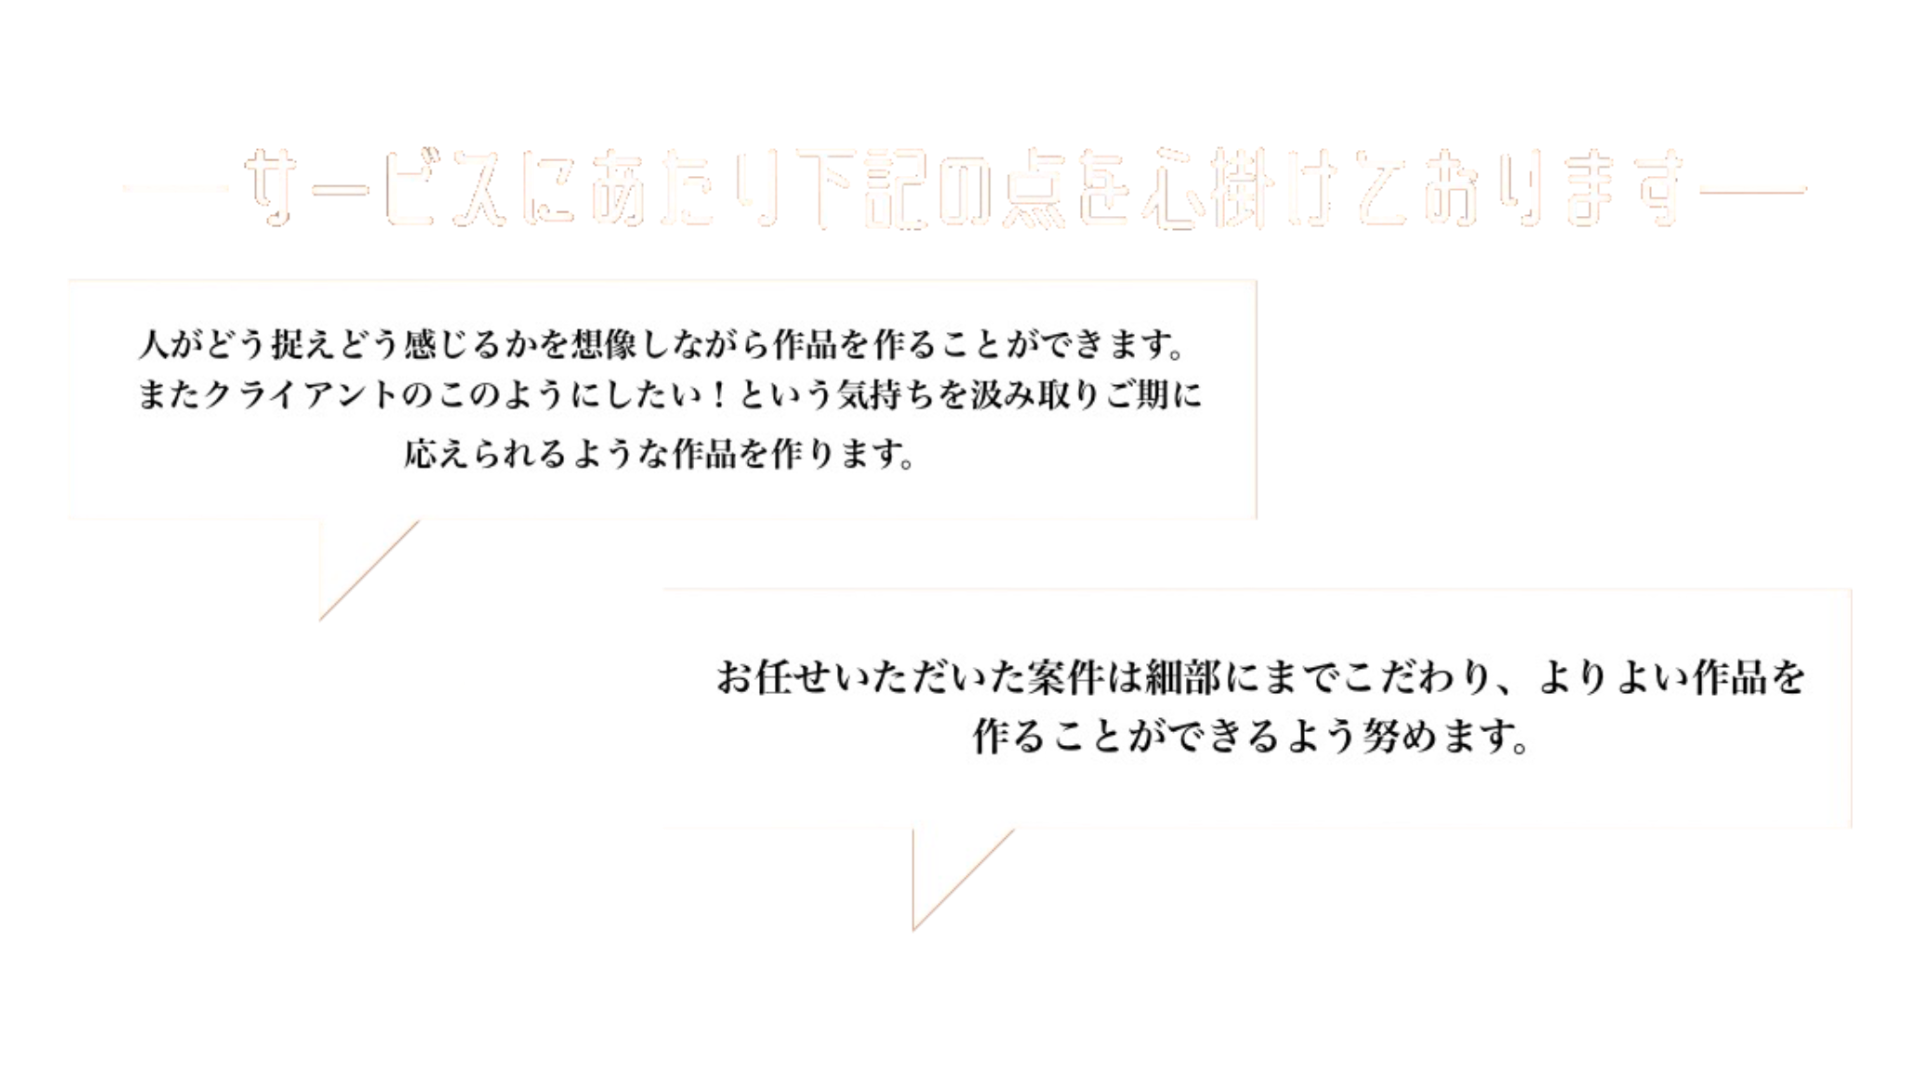 サービスにあたり下記の点を心掛けております
人がどう捉えどう感じるかを想像しながら作品を作ることができます。
またクライアントのこのようにしたい！という気持ちを汲み取りご期に
応えられるような作品を作ります。
お任せいただいた案件は細部にまでこだわり、よりよい作品を
作ることができるよう努めます。